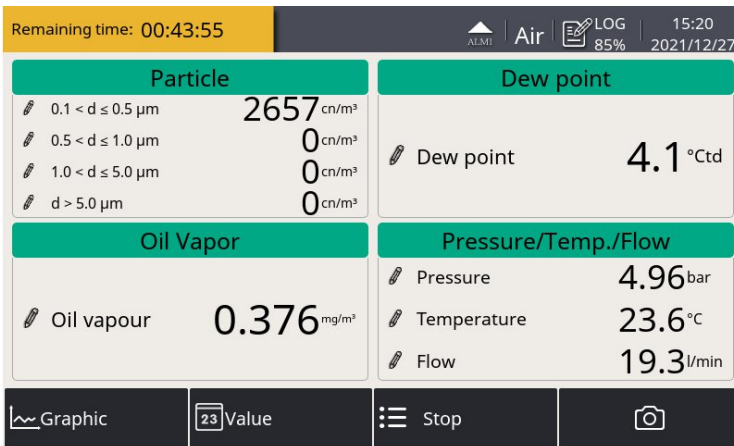 Remaining time: 00:43:55
ALMI
Air
LOG
85%
15:20
2021/12/27
Particle
0.1 < d ≤ 0.5 μm 2657 cn/m³
0.5 < d ≤ 1.0 μm 0 cn/m³
1.0 < d ≤ 5.0 μm 0 cn/m³
d > 5.0 μm 0 cn/m³
Dew point
Dew point 4.1 °Ctd
Oil Vapor
Oil vapour 0.376 mg/m³
Pressure/Temp./Flow
Pressure 4.96 bar
Temperature 23.6 °C
Flow 19.3 l/min
Graphic
23 Value
Stop